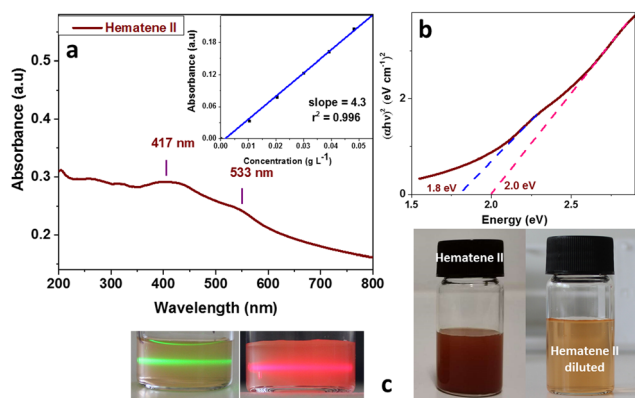 Hematene II
a
417 nm
533 nm
Absorbance (a.u)
0.4
0.3
0.2
200 300 400 500 600 700 800
Wavelength (nm)
Absorbance (a.u)
0.18
0.12
0.06
0.00
0.00 0.01 0.02 0.03 0.04 0.05
Concentration (g L⁻¹)
slope = 4.3
r² = 0.996
b
(αhν)² (eV cm⁻¹)²
4
2
0
1.8 eV
2.0 eV
2.0 2.5
Energy (eV)
c
Hematene II
Hematene II
diluted